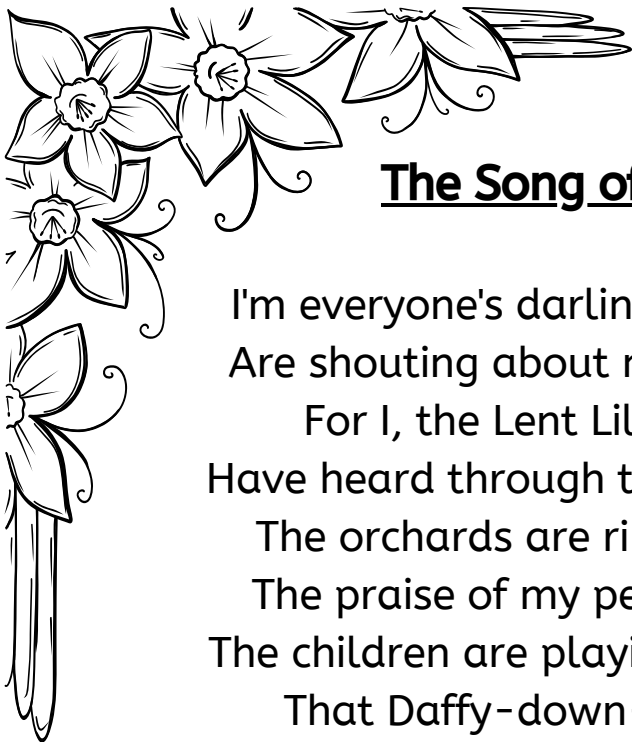 The Song of
I'm everyone's darlin
Are shouting about
For I, the Lent Lil
Have heard through t
The orchards are ri
The praise of my pe
The children are playi
That Daffy-down-